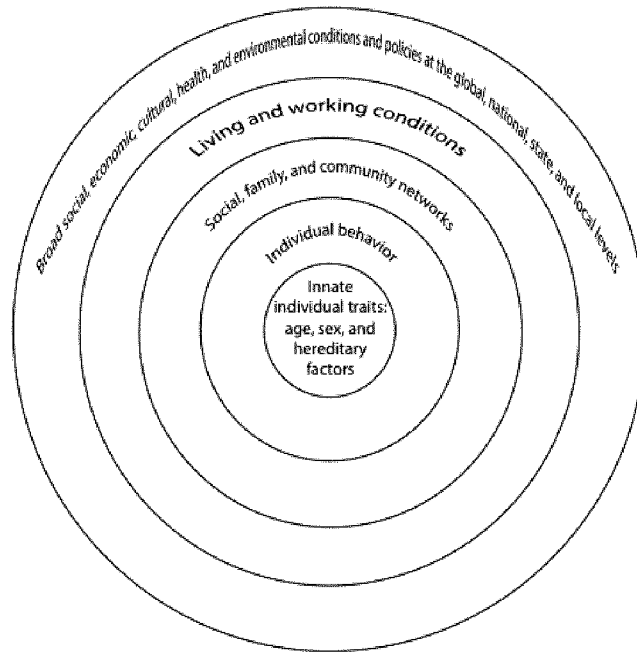 Broad social, economic, cultural, health, and environmental conditions and policies at the global, national, state, and local levels
Living and working conditions
Social, family, and community networks
Individual behavior
Innate
individual traits:
age, sex, and
hereditary
factors